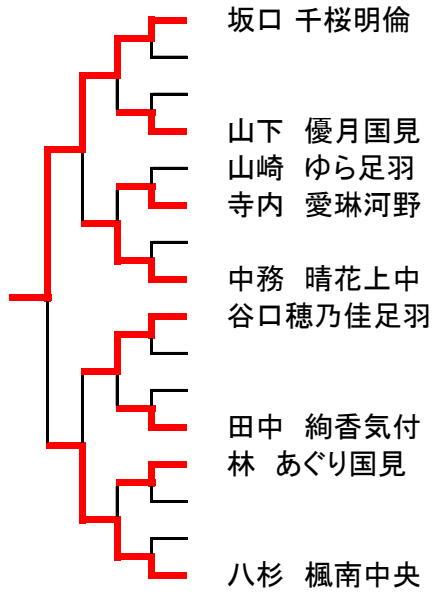 坂口 千桜明倫
山下 優月国見
山崎 ゆら足羽
寺内 愛琳河野
中務 晴花上中
谷口穂乃佳足羽
田中 絢香気付
林 あぐり国見
八杉 楓南中央